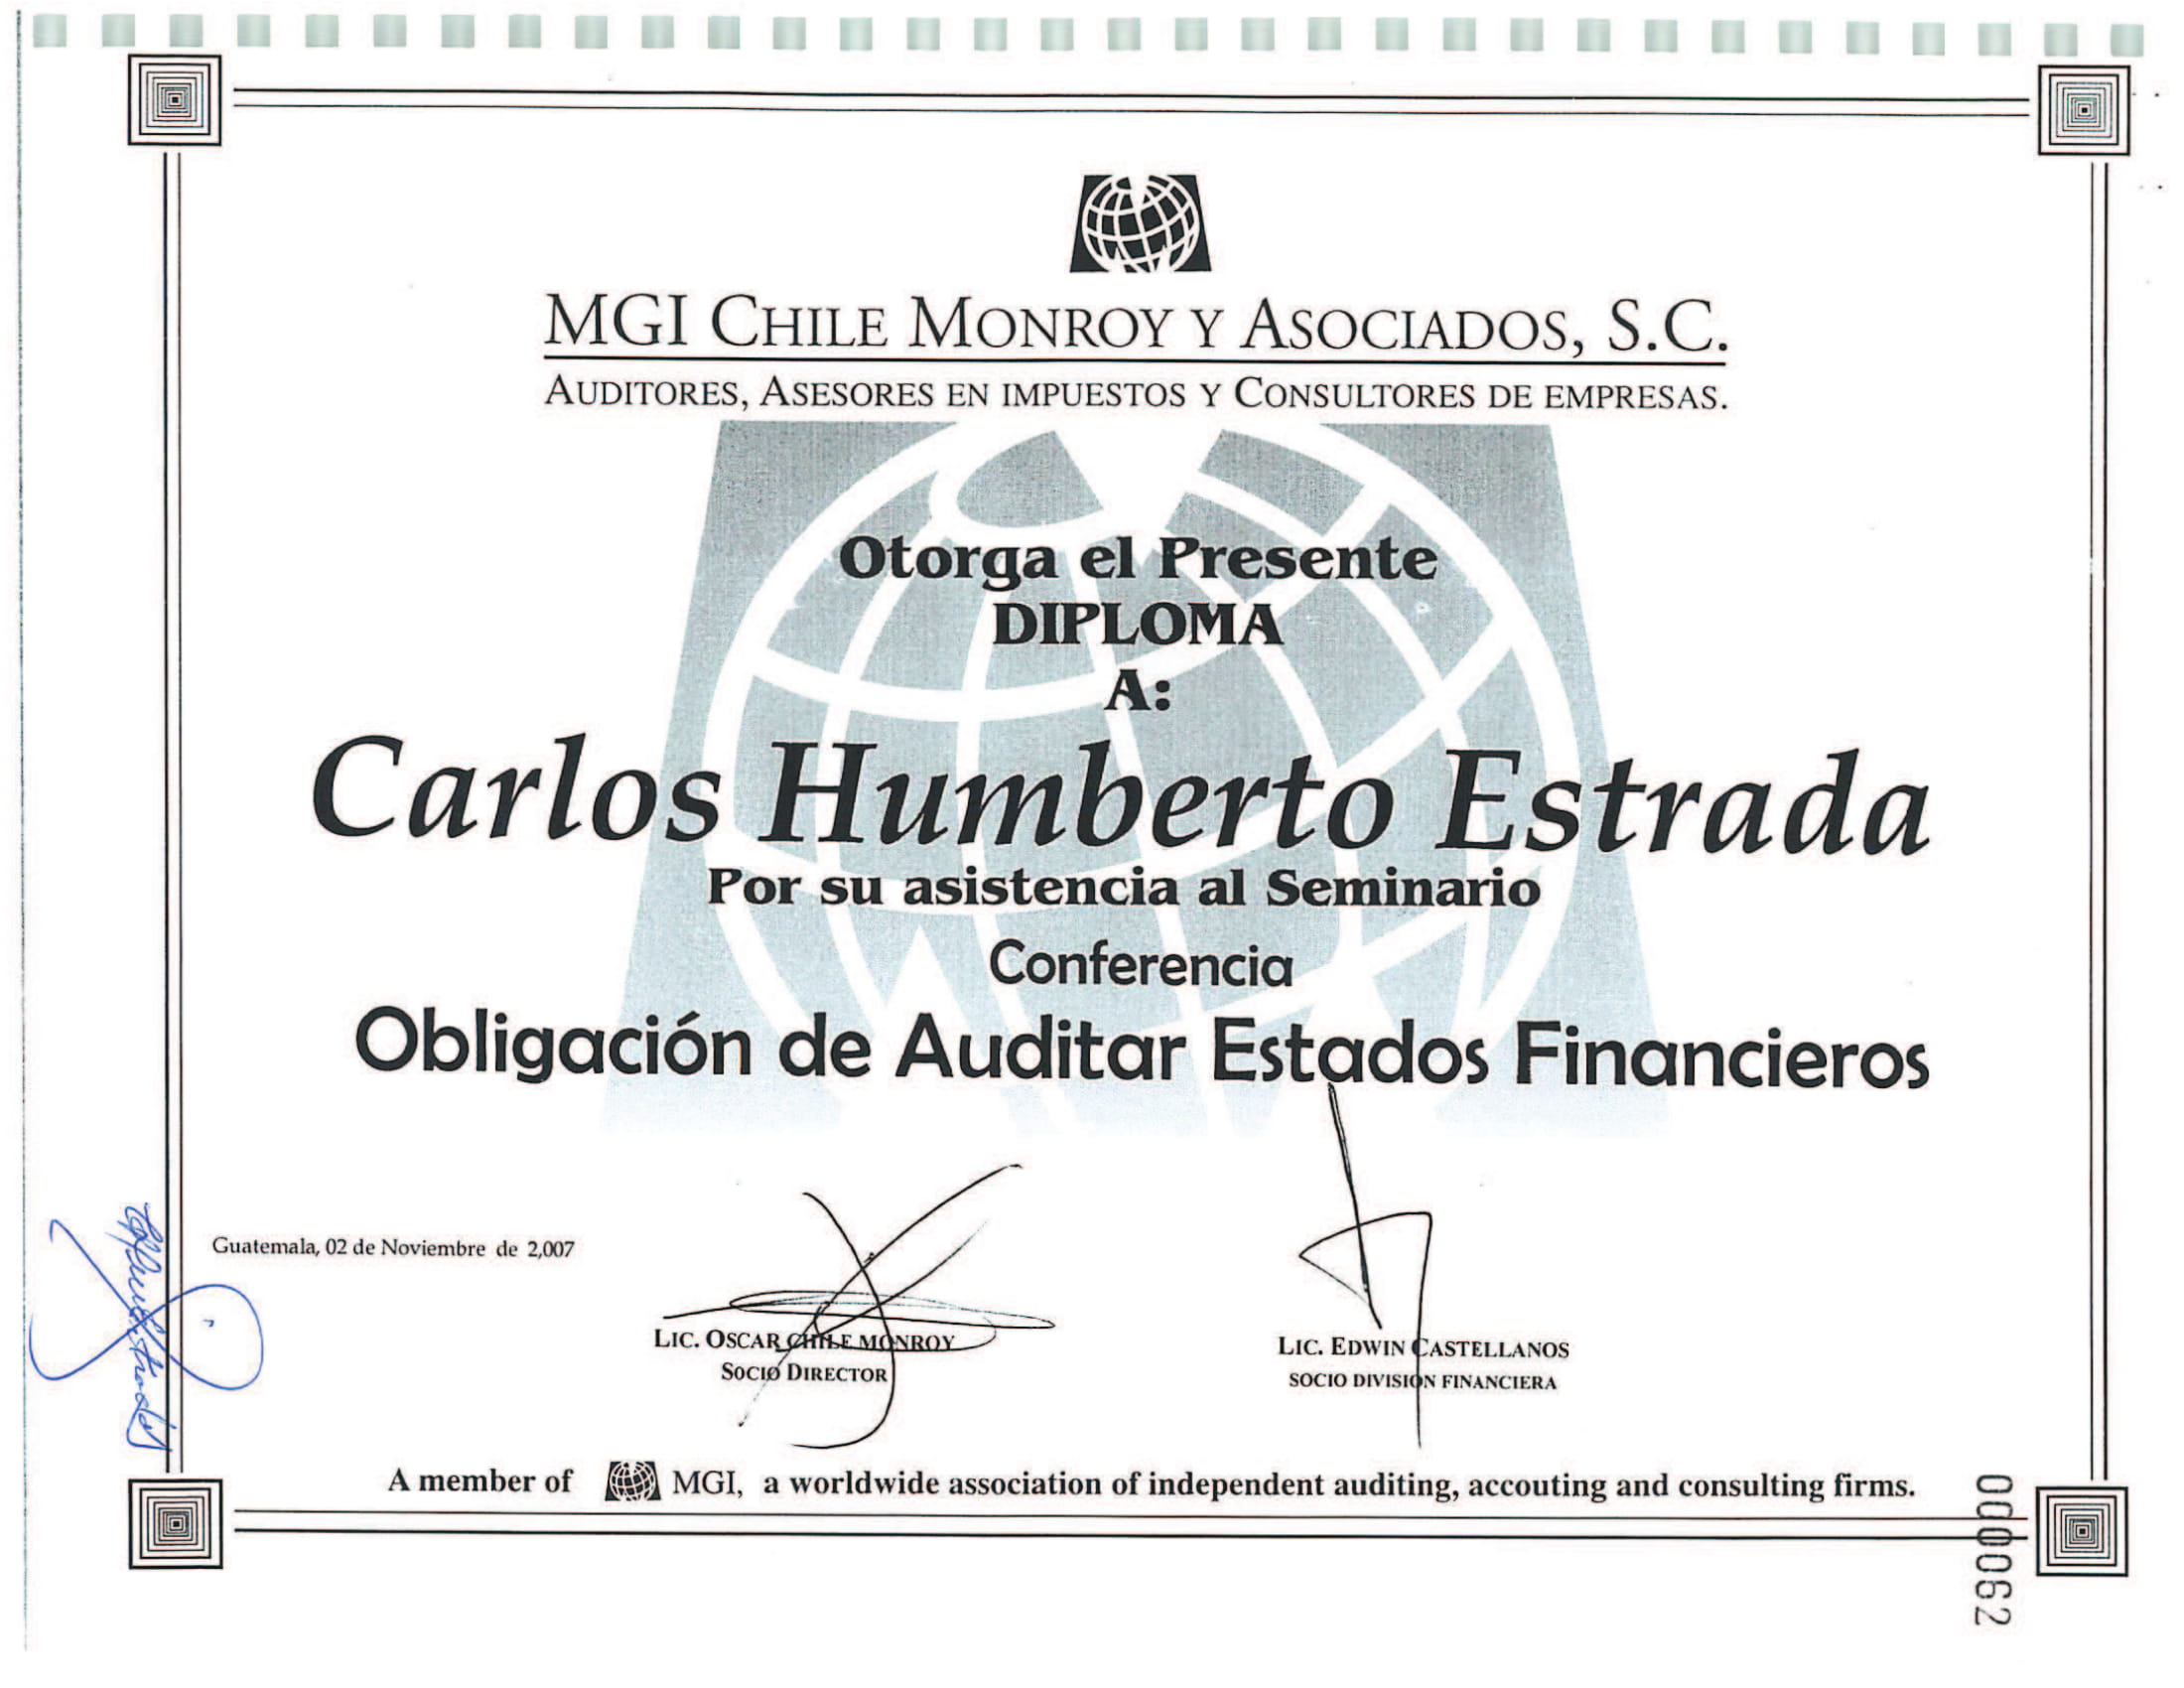 MGI CHILE MONROY Y ASOCIADOS, S.C.
AUDITORES, ASESORES EN IMPUESTOS Y CONSULTORES DE EMPRESAS.
Otorga el Presente
DIPLOMA
A:
Carlos Humberto Estrada
Por su asistencia al Seminario
Conferencia
Obligación de Auditar Estados Financieros
Guatemala, 02 de Noviembre de 2,007
LIC. OSCAR CHILE MONROY
SOCIO DIRECTOR
LIC. EDWIN CASTELLANOS
SOCIO DIVISION FINANCIERA
A member of MGI, a worldwide association of independent auditing, accouting and consulting firms.
000062